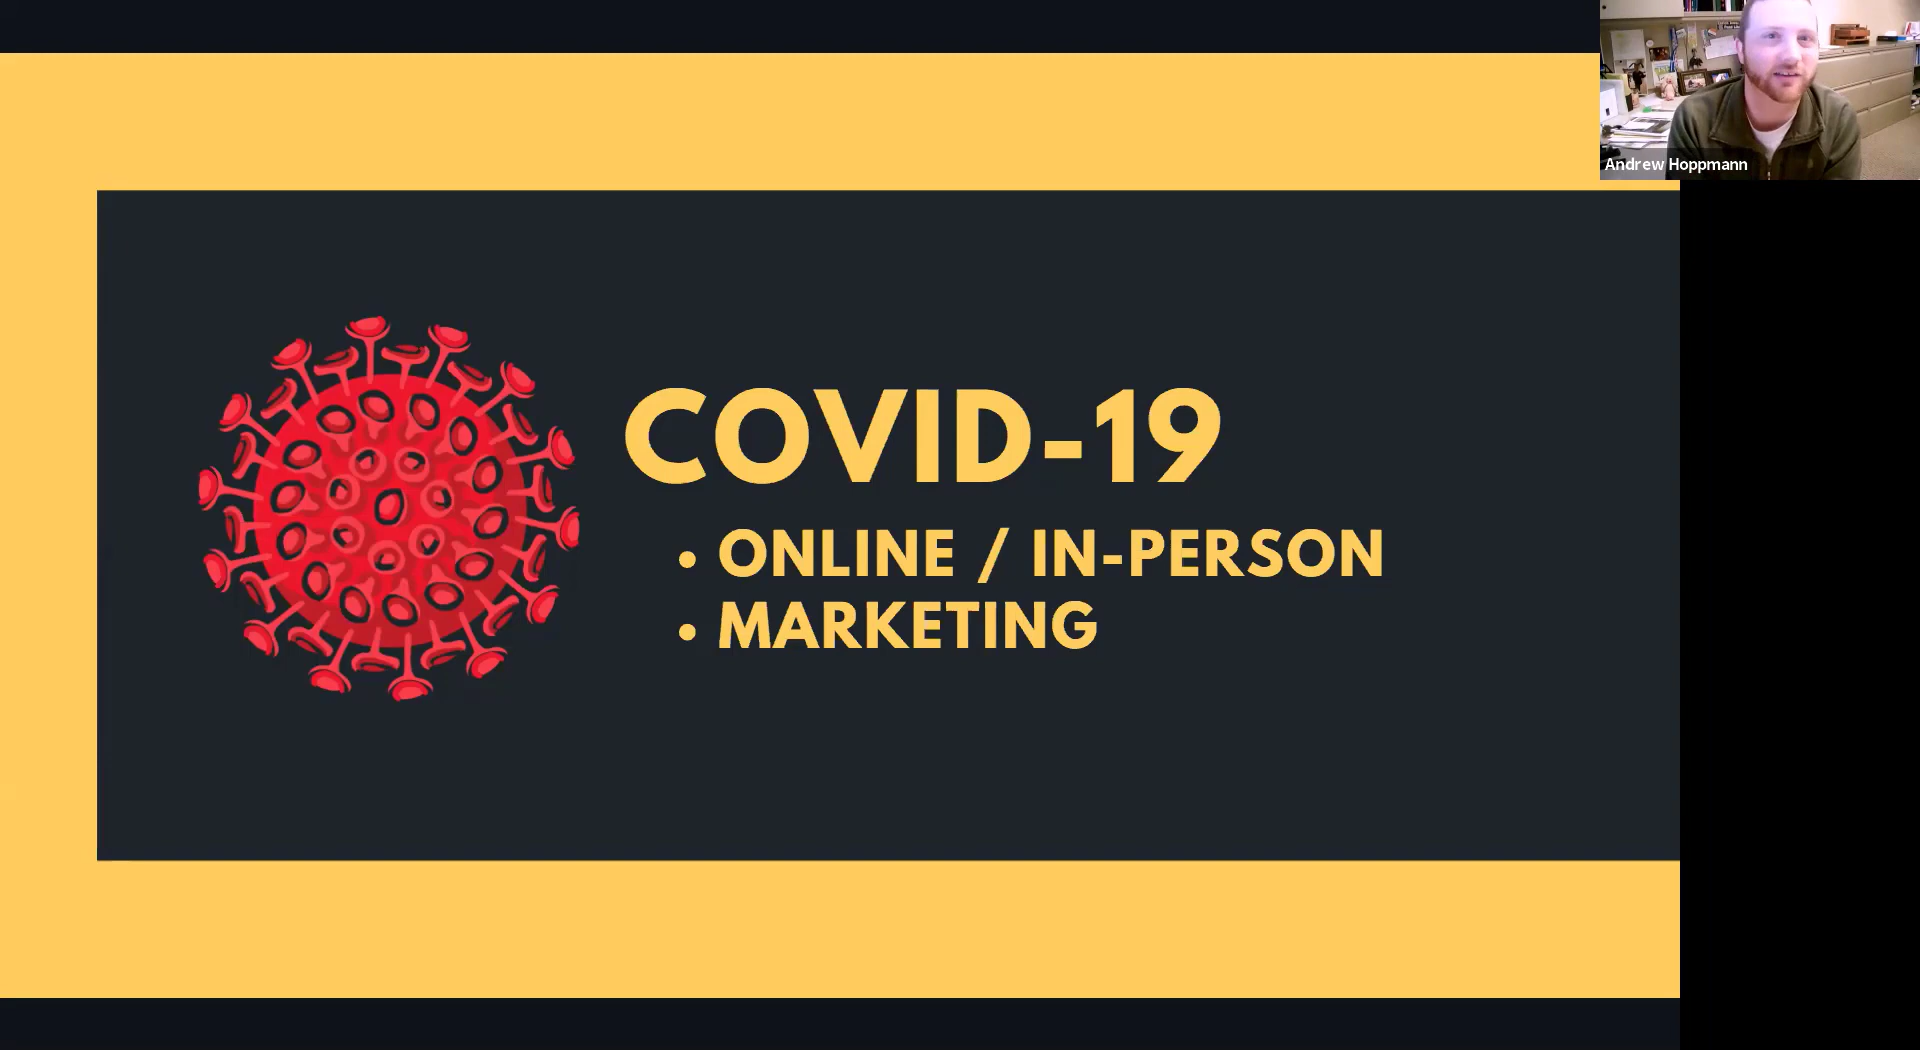 Andrew Hoppmann
COVID-19
• ONLINE / IN-PERSON
• MARKETING